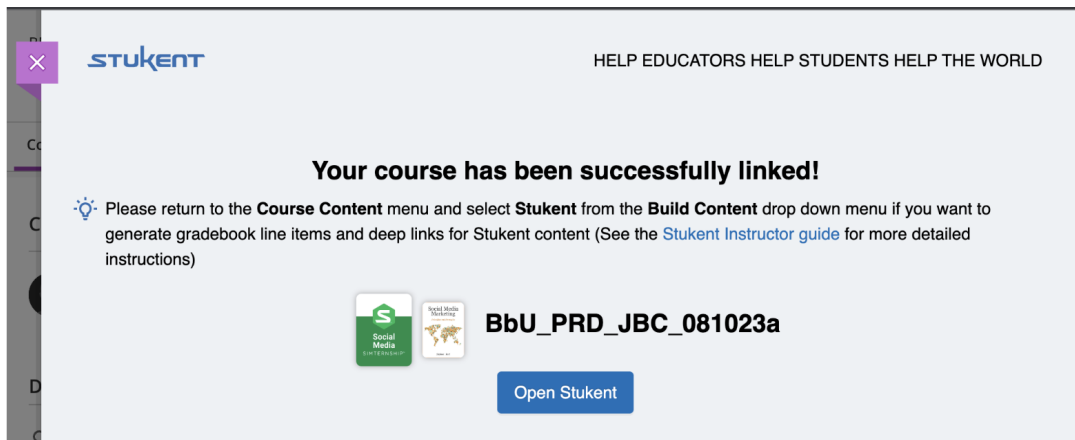 STUKENT
HELP EDUCATORS HELP STUDENTS HELP THE WORLD
Your course has been successfully linked!
Please return to the Course Content menu and select Stukent from the Build Content drop down menu if you want to
generate gradebook line items and deep links for Stukent content (See the Stukent Instructor guide for more detailed
instructions)
Social
Media
SIMTERNSHIP
Social Media
Marketing
BbU_PRD_JBC_081023a
Open Stukent